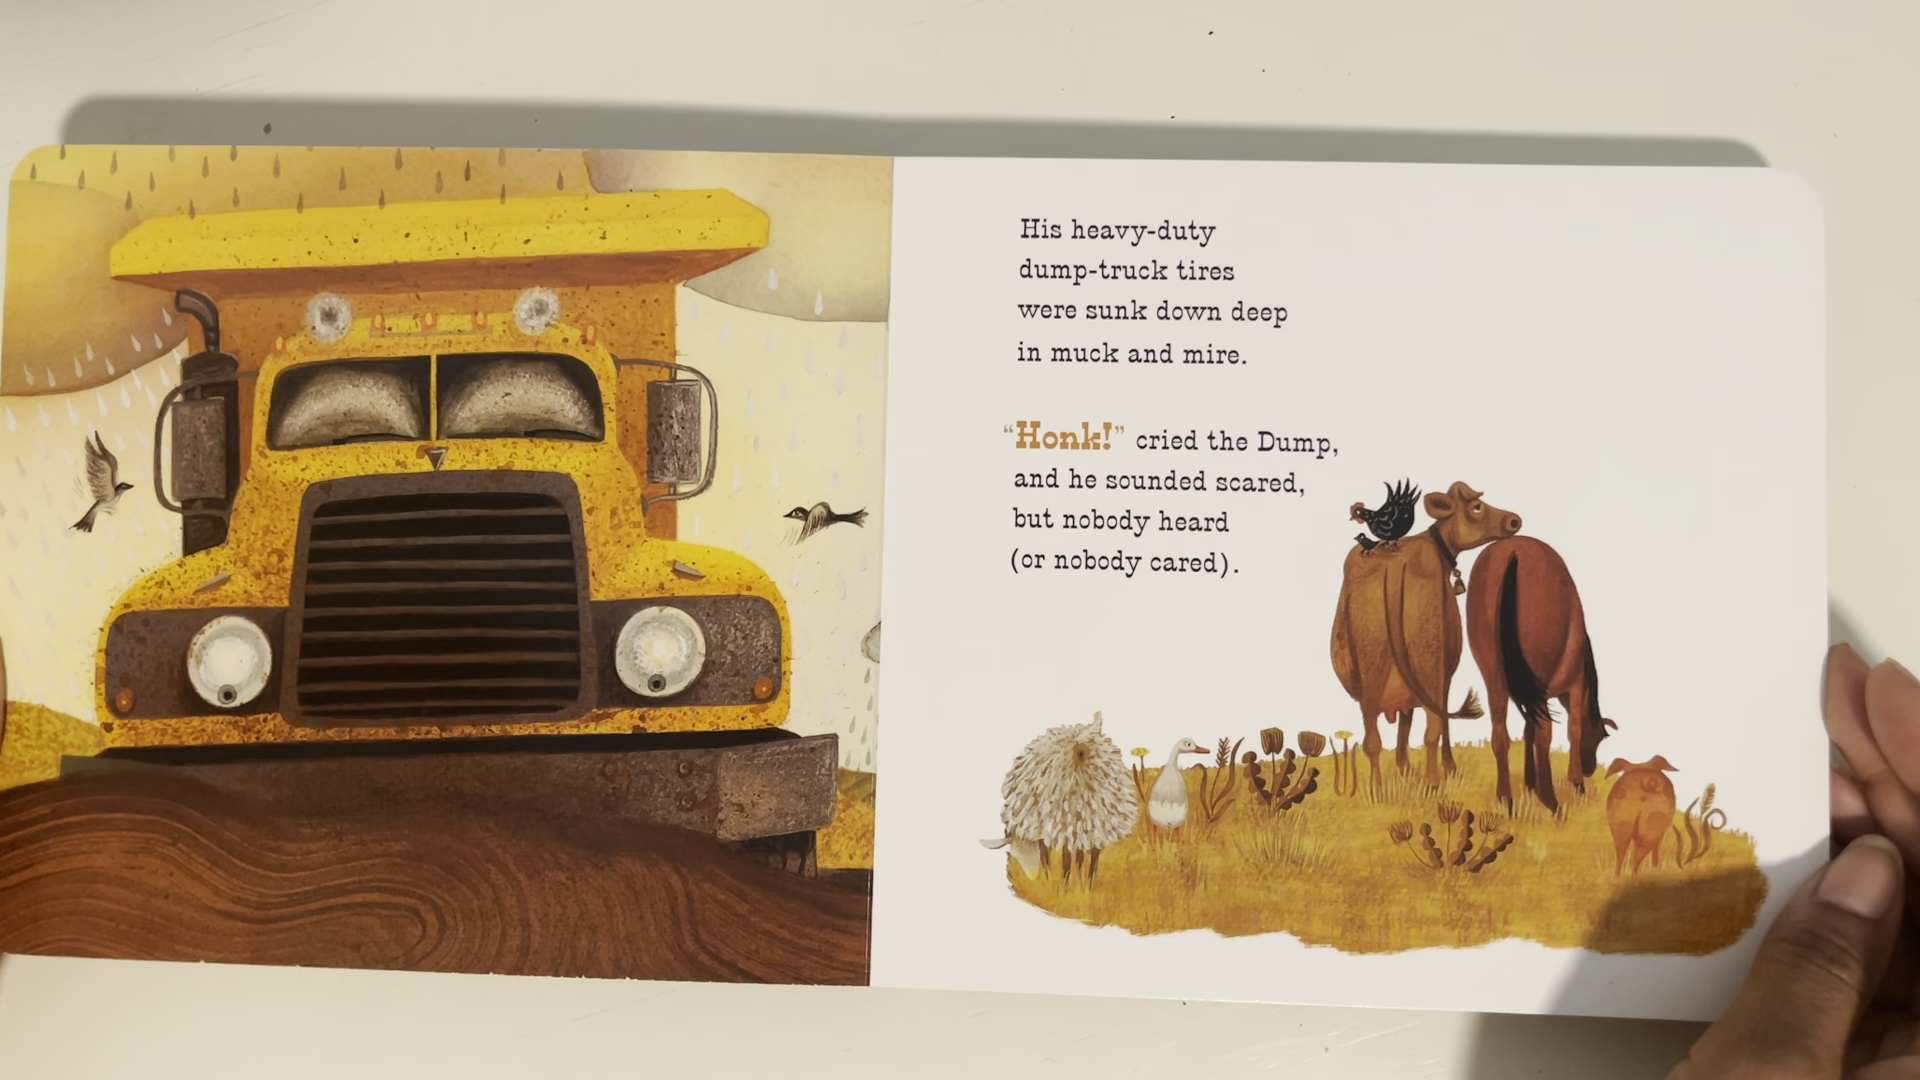 His heavy-duty
dump-truck tires
were sunk down deep
in muck and mire.
“Honk!” cried the Dump,
and he sounded scared,
but nobody heard
(or nobody cared).